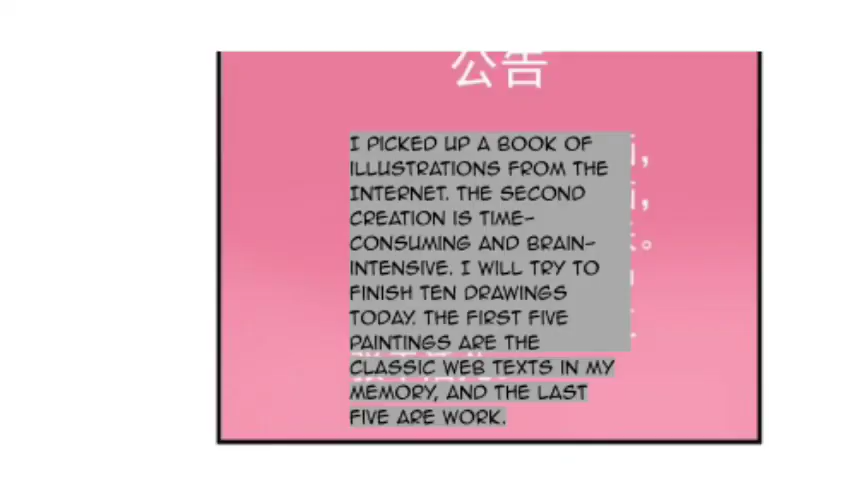 公告
I PICKED UP A BOOK OF
ILLUSTRATIONS FROM THE
INTERNET. THE SECOND
CREATION IS TIME-
CONSUMING AND BRAIN-
INTENSIVE. I WILL TRY TO
FINISH TEN DRAWINGS
TODAY. THE FIRST FIVE
PAINTINGS ARE THE
CLASSIC WEB TEXTS IN MY
MEMORY, AND THE LAST
FIVE ARE WORK.